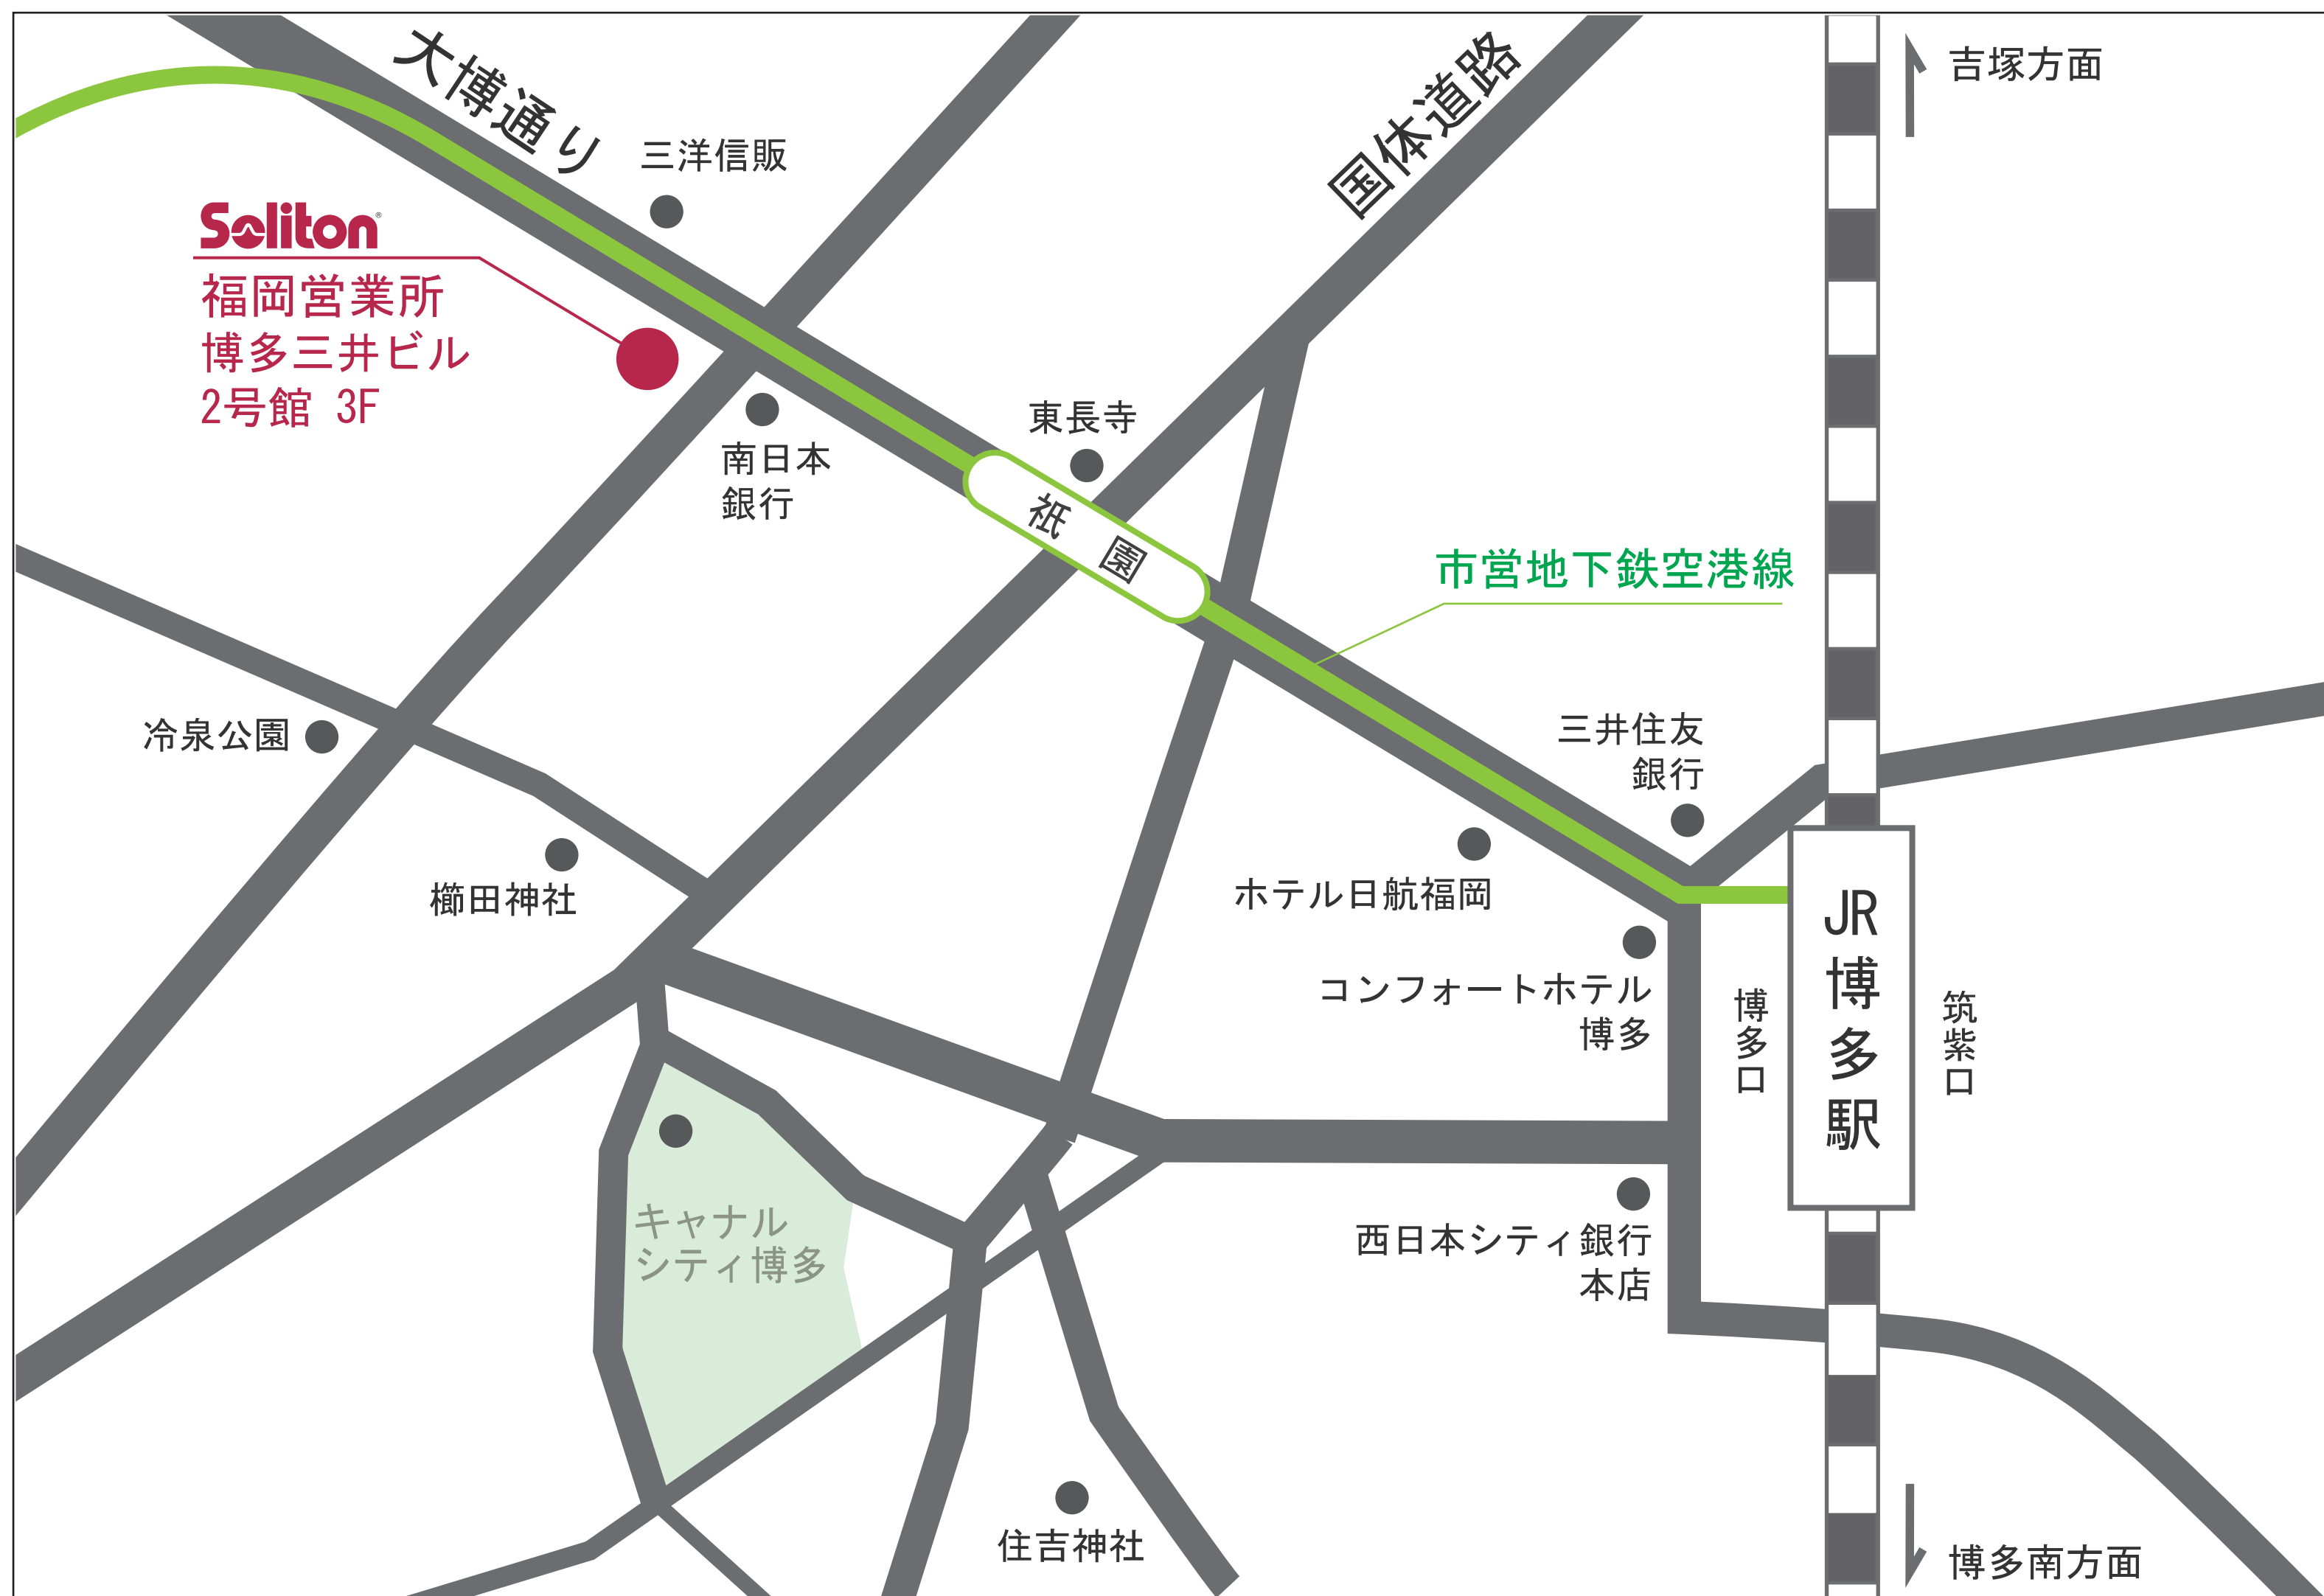 大博通り
国体道路
吉塚方面
三洋信販
Soliton®
福岡営業所
博多三井ビル
2号館 3F
東長寺
南日本
銀行
祇園
市営地下鉄空港線
冷泉公園
三井住友
銀行
櫛田神社
ホテル日航福岡
コンフォートホテル
博多
JR博多駅
博多口
筑紫口
キャナル
シティ博多
西日本シティ銀行
本店
住吉神社
博多南方面